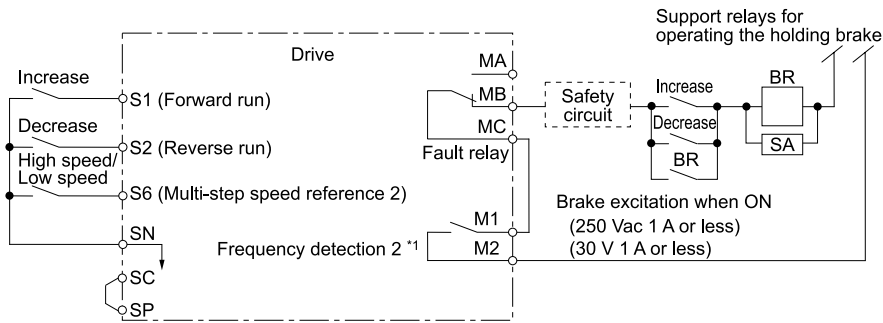 Support relays for
operating the holding brake
Drive
MA
Increase
S1 (Forward run)
MB
Safety
circuit
Increase
BR
Decrease
S2 (Reverse run)
MC
Fault relay
Decrease
SA
High speed/
Low speed
S6 (Multi-step speed reference 2)
BR
SN
Frequency detection 2 *1
M1
M2
Brake excitation when ON
(250 Vac 1 A or less)
(30 V 1 A or less)
SC
SP